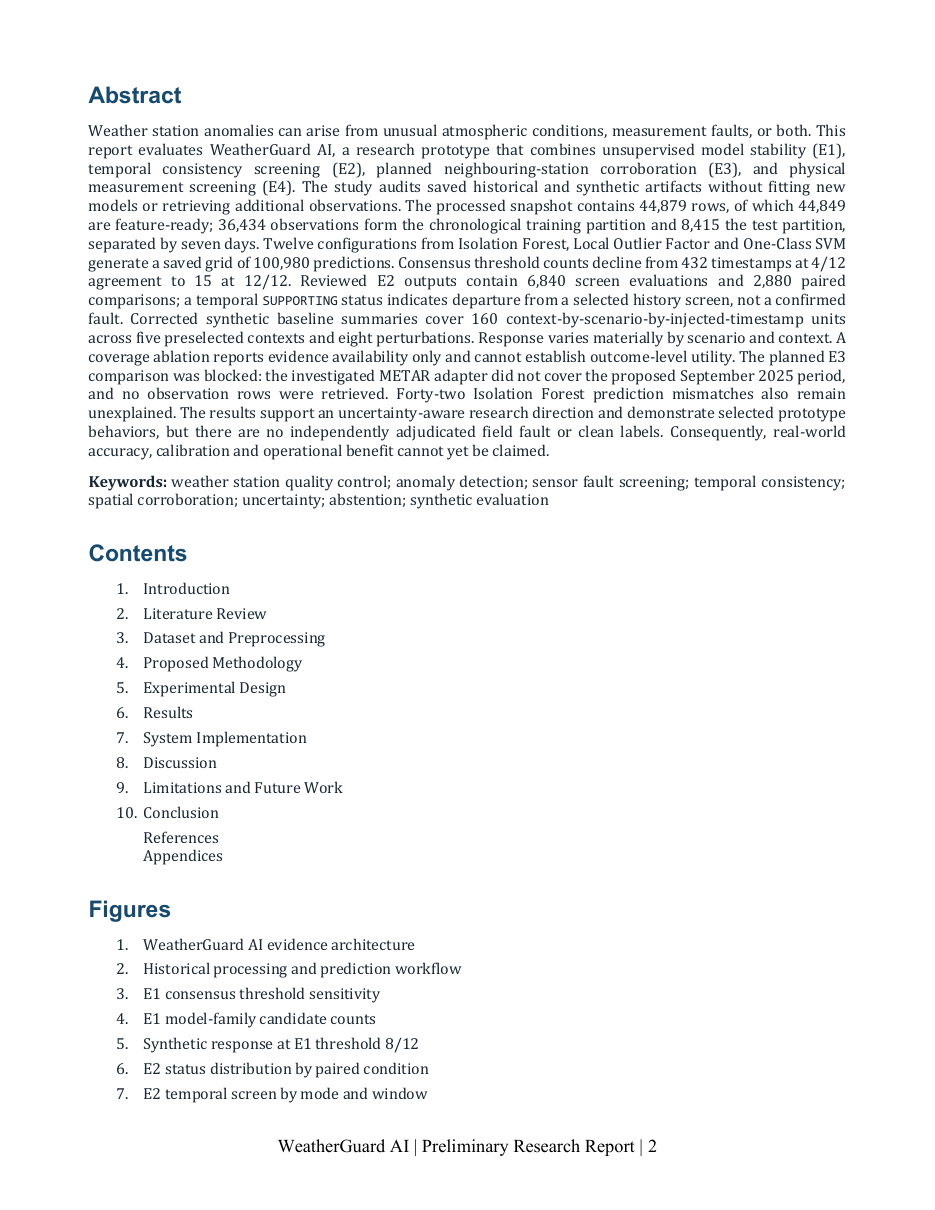 Abstract
Weather station anomalies can arise from unusual atmospheric conditions, measurement faults, or both. This
report evaluates WeatherGuard AI, a research prototype that combines unsupervised model stability (E1),
temporal consistency screening (E2), planned neighbouring-station corroboration (E3), and physical
measurement screening (E4). The study audits saved historical and synthetic artifacts without fitting new
models or retrieving additional observations. The processed snapshot contains 44,879 rows, of which 44,849
are feature-ready; 36,434 observations form the chronological training partition and 8,415 the test partition,
separated by seven days. Twelve configurations from Isolation Forest, Local Outlier Factor and One-Class SVM
generate a saved grid of 100,980 predictions. Consensus threshold counts decline from 432 timestamps at 4/12
agreement to 15 at 12/12. Reviewed E2 outputs contain 6,840 screen evaluations and 2,880 paired
comparisons; a temporal SUPPORTING status indicates departure from a selected history screen, not a confirmed
fault. Corrected synthetic baseline summaries cover 160 context-by-scenario-by-injected-timestamp units
across five preselected contexts and eight perturbations. Response varies materially by scenario and context. A
coverage ablation reports evidence availability only and cannot establish outcome-level utility. The planned E3
comparison was blocked: the investigated METAR adapter did not cover the proposed September 2025 period,
and no observation rows were retrieved. Forty-two Isolation Forest prediction mismatches also remain
unexplained. The results support an uncertainty-aware research direction and demonstrate selected prototype
behaviors, but there are no independently adjudicated field fault or clean labels. Consequently, real-world
accuracy, calibration and operational benefit cannot yet be claimed.
Keywords: weather station quality control; anomaly detection; sensor fault screening; temporal consistency;
spatial corroboration; uncertainty; abstention; synthetic evaluation
Contents
1. Introduction
2. Literature Review
3. Dataset and Preprocessing
4. Proposed Methodology
5. Experimental Design
6. Results
7. System Implementation
8. Discussion
9. Limitations and Future Work
10. Conclusion
References
Appendices
Figures
1. WeatherGuard AI evidence architecture
2. Historical processing and prediction workflow
3. E1 consensus threshold sensitivity
4. E1 model-family candidate counts
5. Synthetic response at E1 threshold 8/12
6. E2 status distribution by paired condition
7. E2 temporal screen by mode and window
WeatherGuard AI | Preliminary Research Report | 2